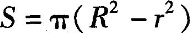 S = π(R² − r²)